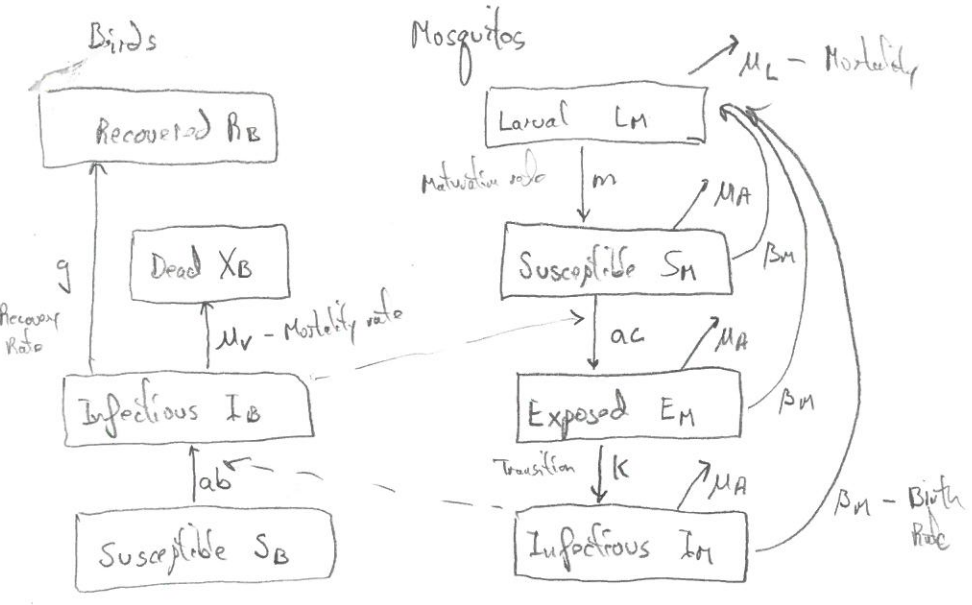 Birds
Recovered RB
g
Recovery
Rate
Dead XB
μv - Mortality rate
Infectious IB
ab
Susceptible SB
Mosquitos
μL - Mortality
Larval LM
Maturation rate
m
μA
Susceptible SM
βM
ac
μA
Exposed EM
βM
Transition
K
μA
Infectious IM
βM - Birth
Rate